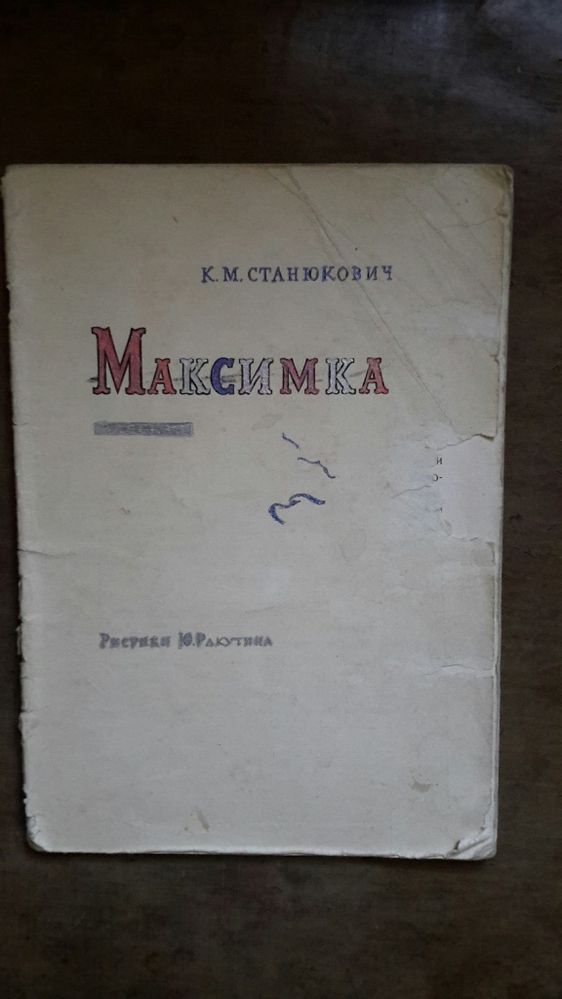 К. М. СТАНЮКОВИЧ
МАКСИМКА
и
о-
РИСУНКИ Ю. РАКУТИНА